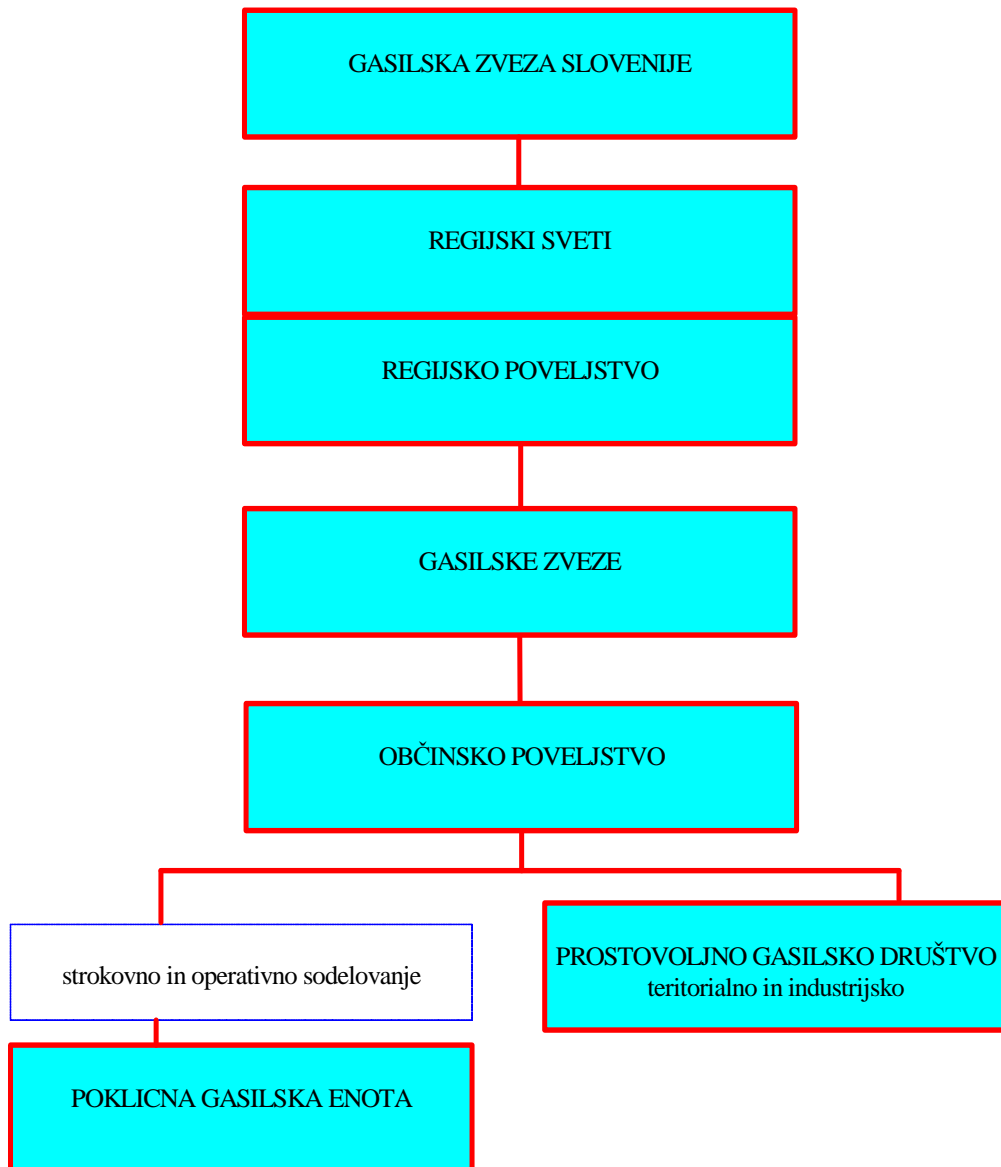 GASILSKA ZVEZA SLOVENIJE
REGIJSKI SVETI
REGIJSKO POVELJSTVO
GASILSKE ZVEZE
OBČINSKO POVELJSTVO
strokovno in operativno sodelovanje
PROSTOVOLJNO GASILSKO DRUŠTVO
teritorialno in industrijsko
POKLICNA GASILSKA ENOTA